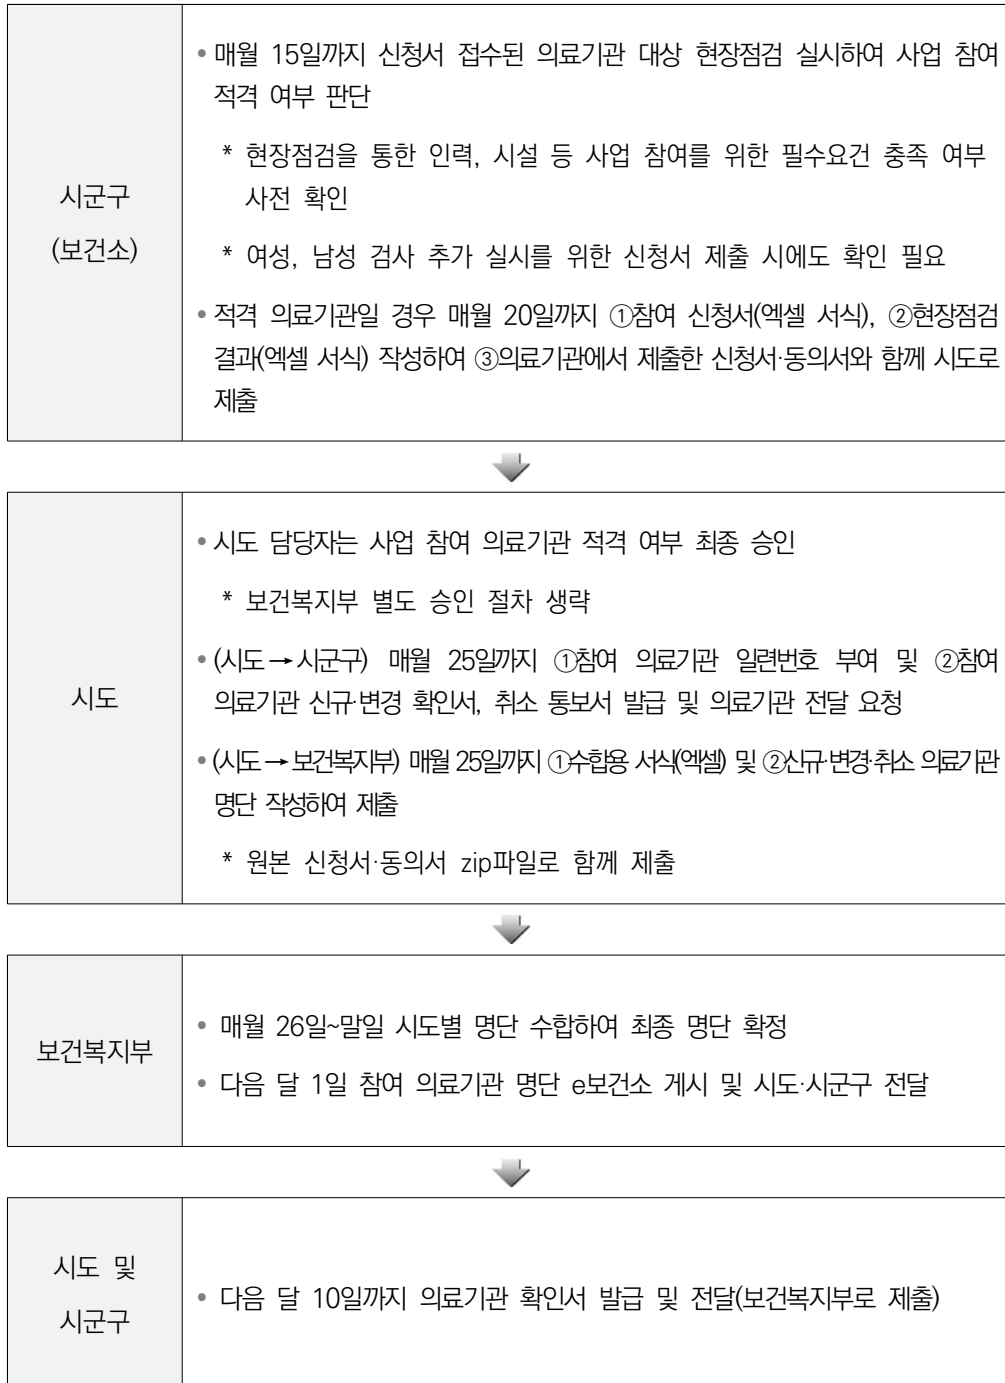 시군구
(보건소)
• 매월 15일까지 신청서 접수된 의료기관 대상 현장점검 실시하여 사업 참여
적격 여부 판단
* 현장점검을 통한 인력, 시설 등 사업 참여를 위한 필수요건 충족 여부
사전 확인
* 여성, 남성 검사 추가 실시를 위한 신청서 제출 시에도 확인 필요
• 적격 의료기관일 경우 매월 20일까지 ①참여 신청서(엑셀 서식), ②현장점검
결과(엑셀 서식) 작성하여 ③의료기관에서 제출한 신청서·동의서와 함께 시도로
제출
시도
• 시도 담당자는 사업 참여 의료기관 적격 여부 최종 승인
* 보건복지부 별도 승인 절차 생략
• (시도→시군구) 매월 25일까지 ①참여 의료기관 일련번호 부여 및 ②참여
의료기관 신규·변경 확인서, 취소 통보서 발급 및 의료기관 전달 요청
• (시도→보건복지부) 매월 25일까지 ①수합용 서식(엑셀) 및 ②신규·변경·취소 의료기관
명단 작성하여 제출
* 원본 신청서·동의서 zip파일로 함께 제출
보건복지부
• 매월 26일~말일 시도별 명단 수합하여 최종 명단 확정
• 다음 달 1일 참여 의료기관 명단 e보건소 게시 및 시도·시군구 전달
시도 및
시군구
• 다음 달 10일까지 의료기관 확인서 발급 및 전달(보건복지부로 제출)